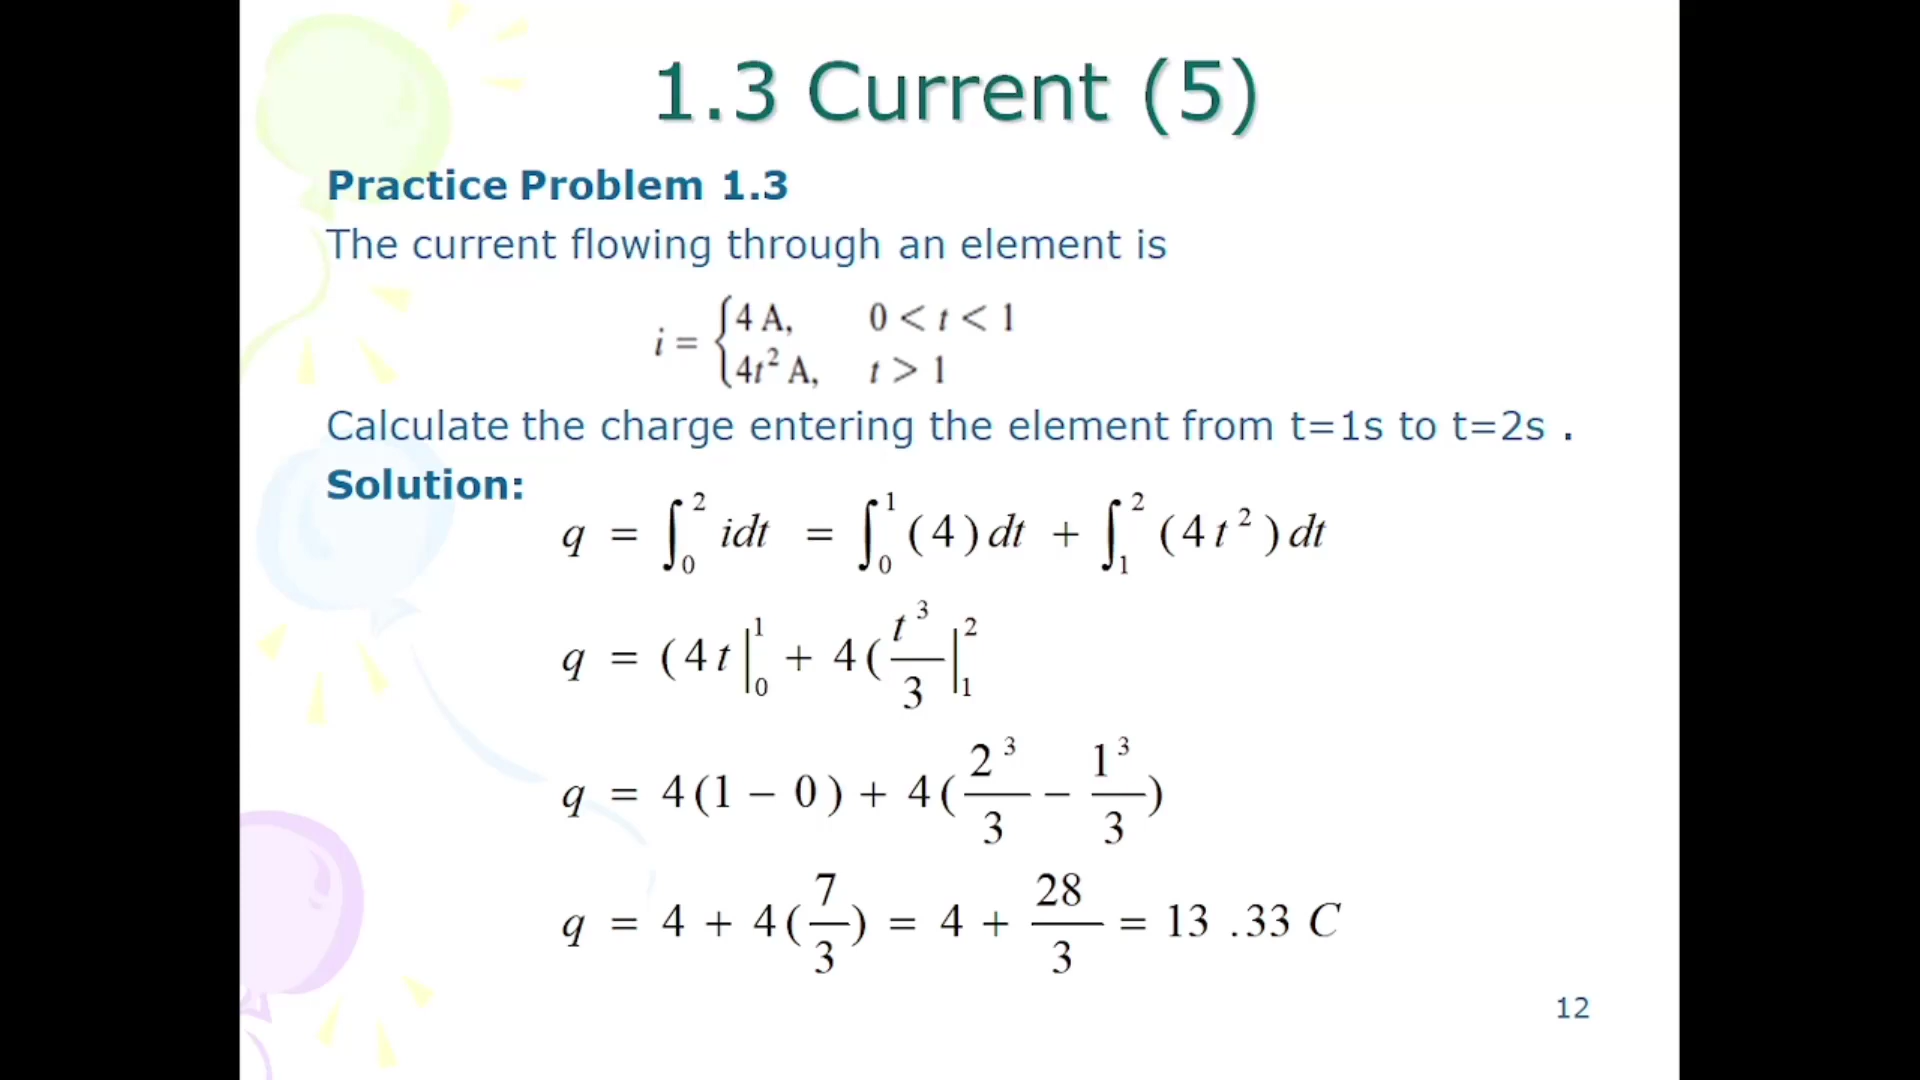 1.3 Current (5)
Practice Problem 1.3
The current flowing through an element is
i = { 4 A, 0 < t < 1
4t² A, t > 1
Calculate the charge entering the element from t=1s to t=2s .
Solution:
q = ∫₀² idt = ∫₀¹ (4) dt + ∫₁² (4t²) dt
q = (4t|₀¹ + 4(t³/3|₁²
q = 4(1 − 0) + 4(2³/3 − 1³/3)
q = 4 + 4(7/3) = 4 + 28/3 = 13 .33 C
12